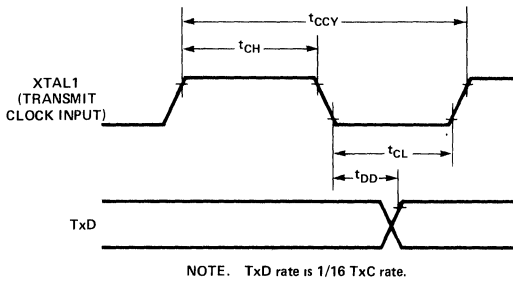 tCCY
tCH
XTAL1
(TRANSMIT
CLOCK INPUT)
tCL
tDD
TxD
NOTE. TxD rate is 1/16 TxC rate.